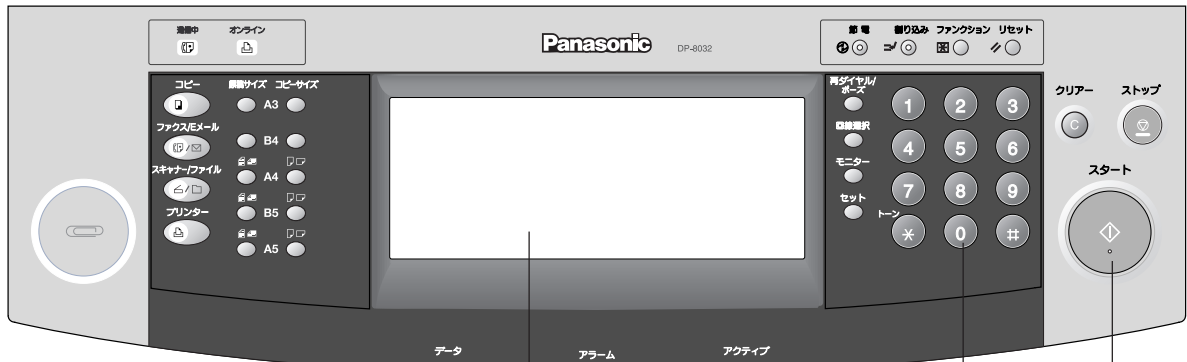 通信中 オンライン
Panasonic DP-8032
節電 割り込み ファンクション リセット
コピー
原稿サイズ コピーサイズ
A3
ファクス/Eメール
B4
スキャナー/ファイル
A4
プリンター
B5
A5
再ダイヤル/
ポーズ
回線選択
モニター
セット
トーン
1 2 3
4 5 6
7 8 9
* 0 #
クリアー ストップ
C
スタート
データ アラーム アクティブ